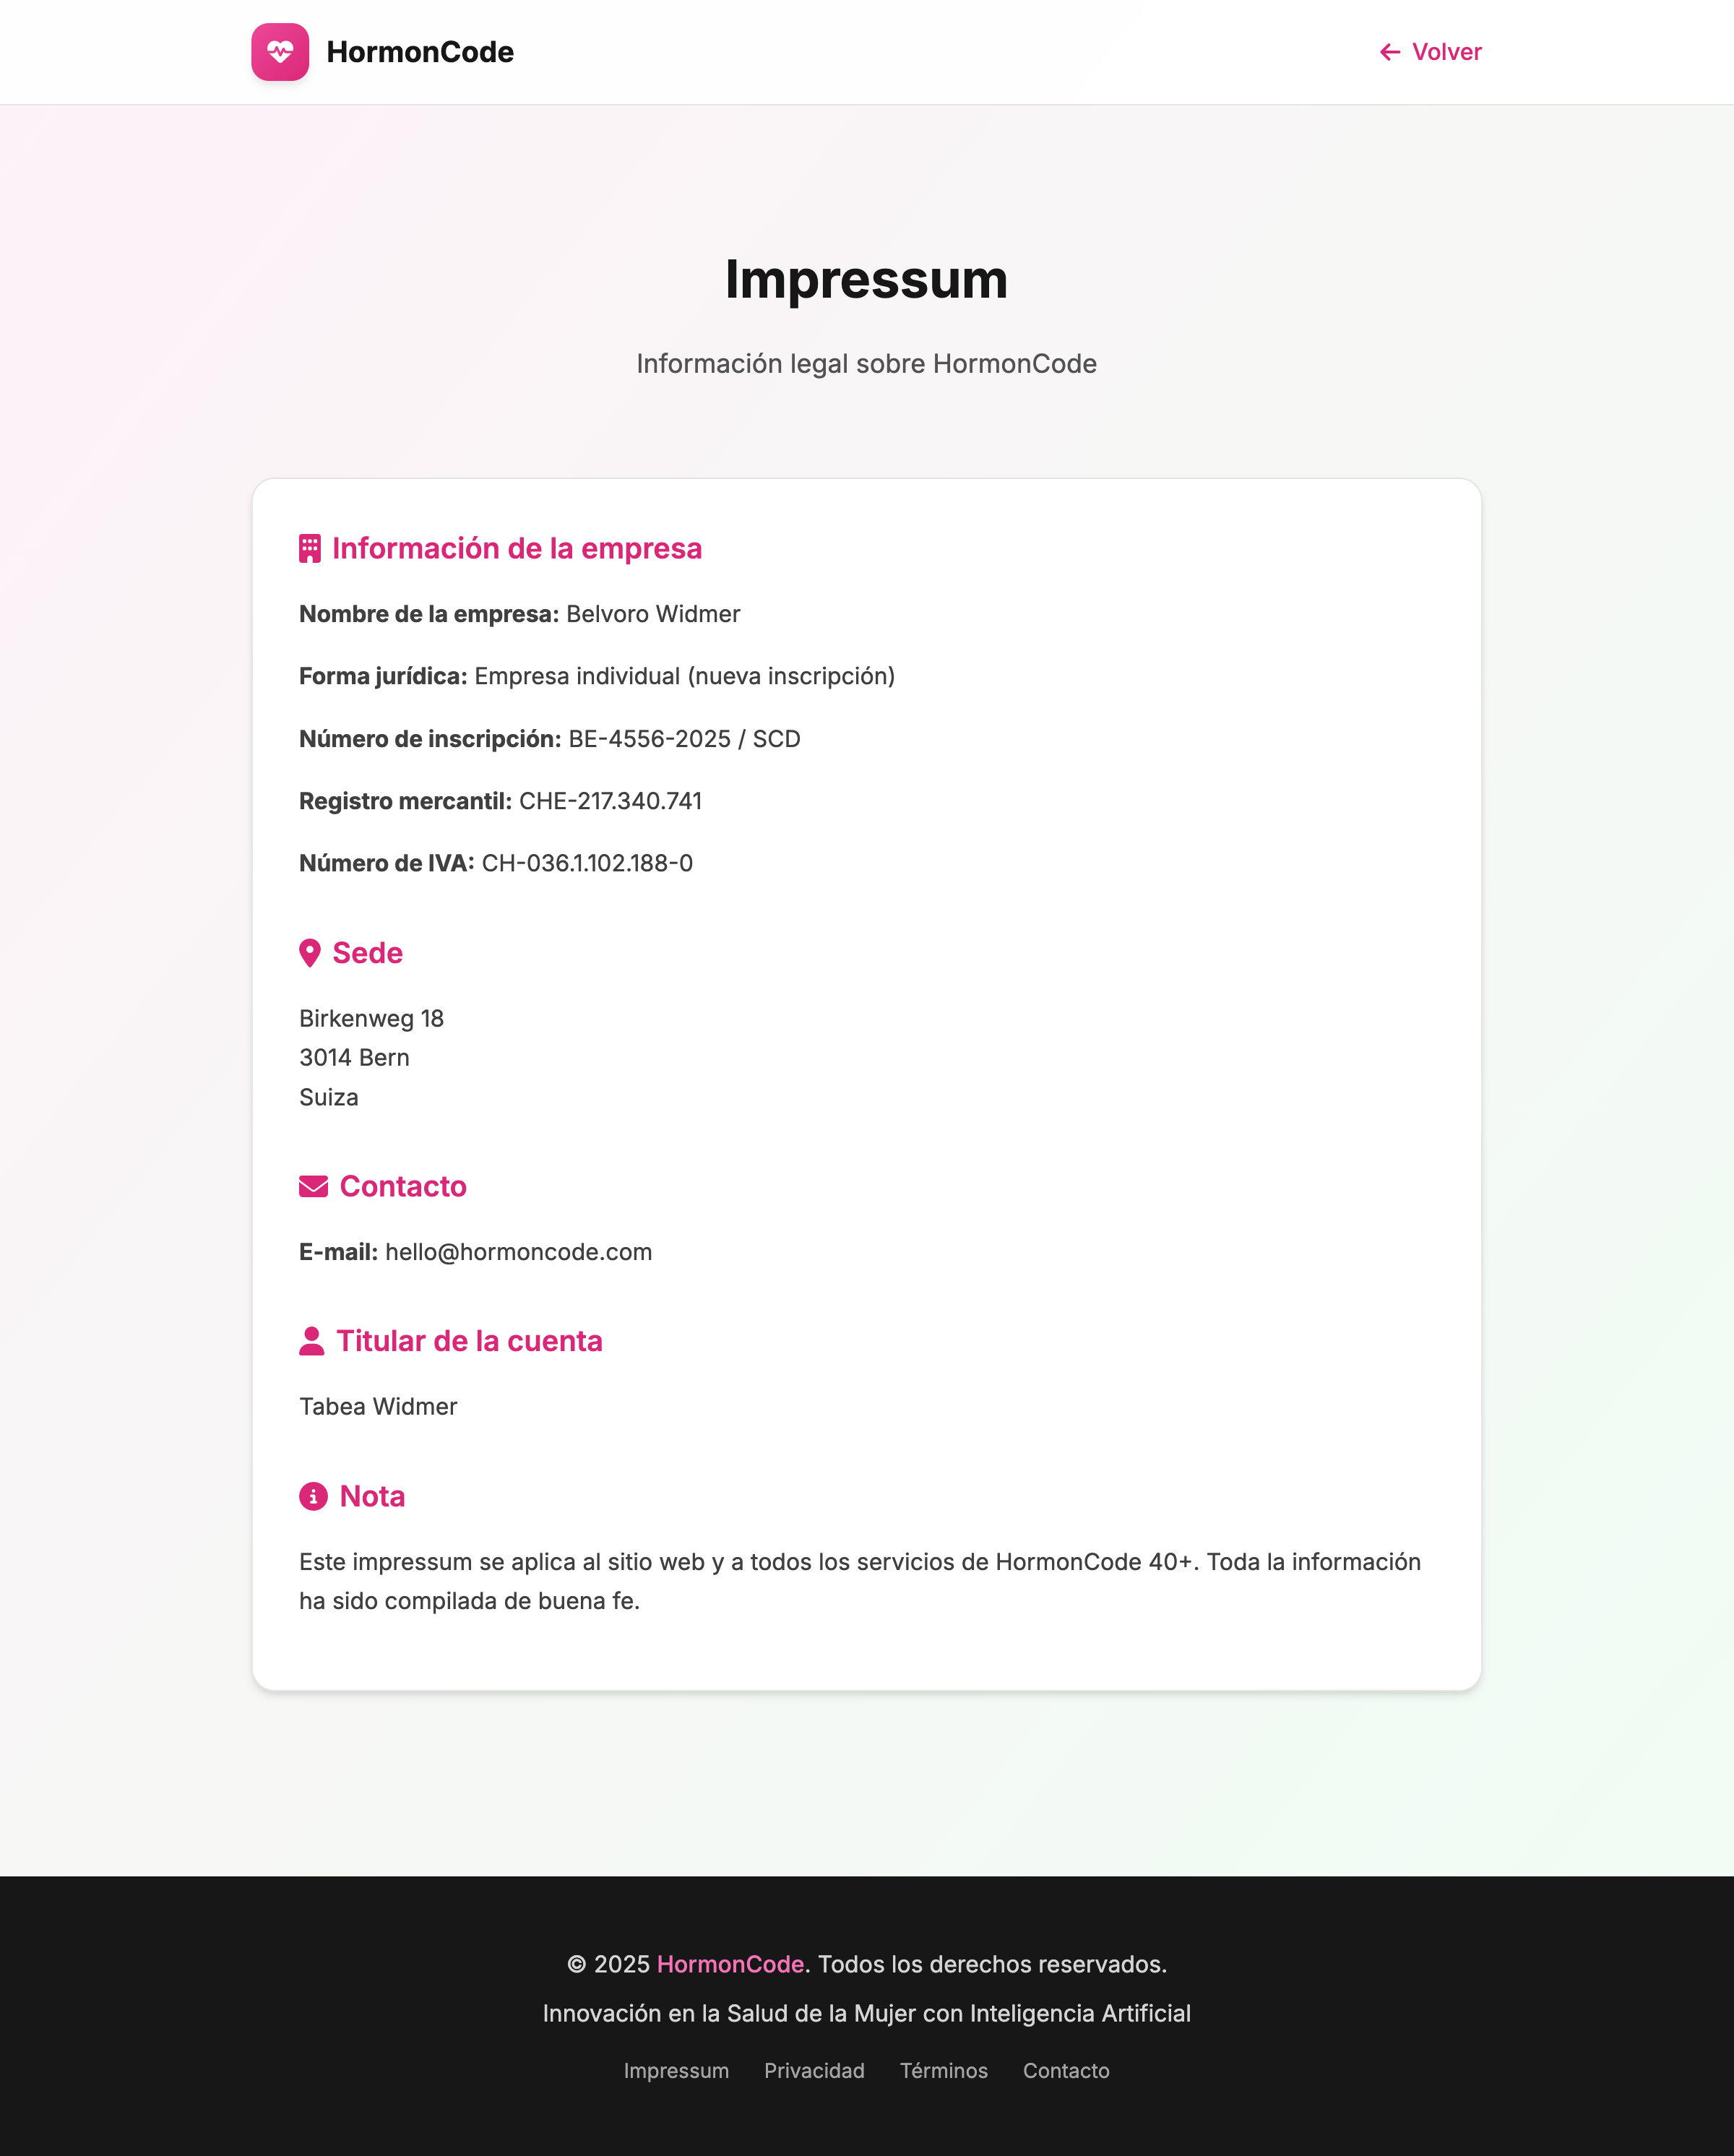 HormonCode
Volver
Impressum
Información legal sobre HormonCode
Información de la empresa
Nombre de la empresa: Belvoro Widmer
Forma jurídica: Empresa individual (nueva inscripción)
Número de inscripción: BE-4556-2025 / SCD
Registro mercantil: CHE-217.340.741
Número de IVA: CH-036.1.102.188-0
Sede
Birkenweg 18
3014 Bern
Suiza
Contacto
E-mail: hello@hormoncode.com
Titular de la cuenta
Tabea Widmer
Nota
Este impressum se aplica al sitio web y a todos los servicios de HormonCode 40+. Toda la información
ha sido compilada de buena fe.
© 2025 HormonCode. Todos los derechos reservados.
Innovación en la Salud de la Mujer con Inteligencia Artificial
Impressum Privacidad Términos Contacto